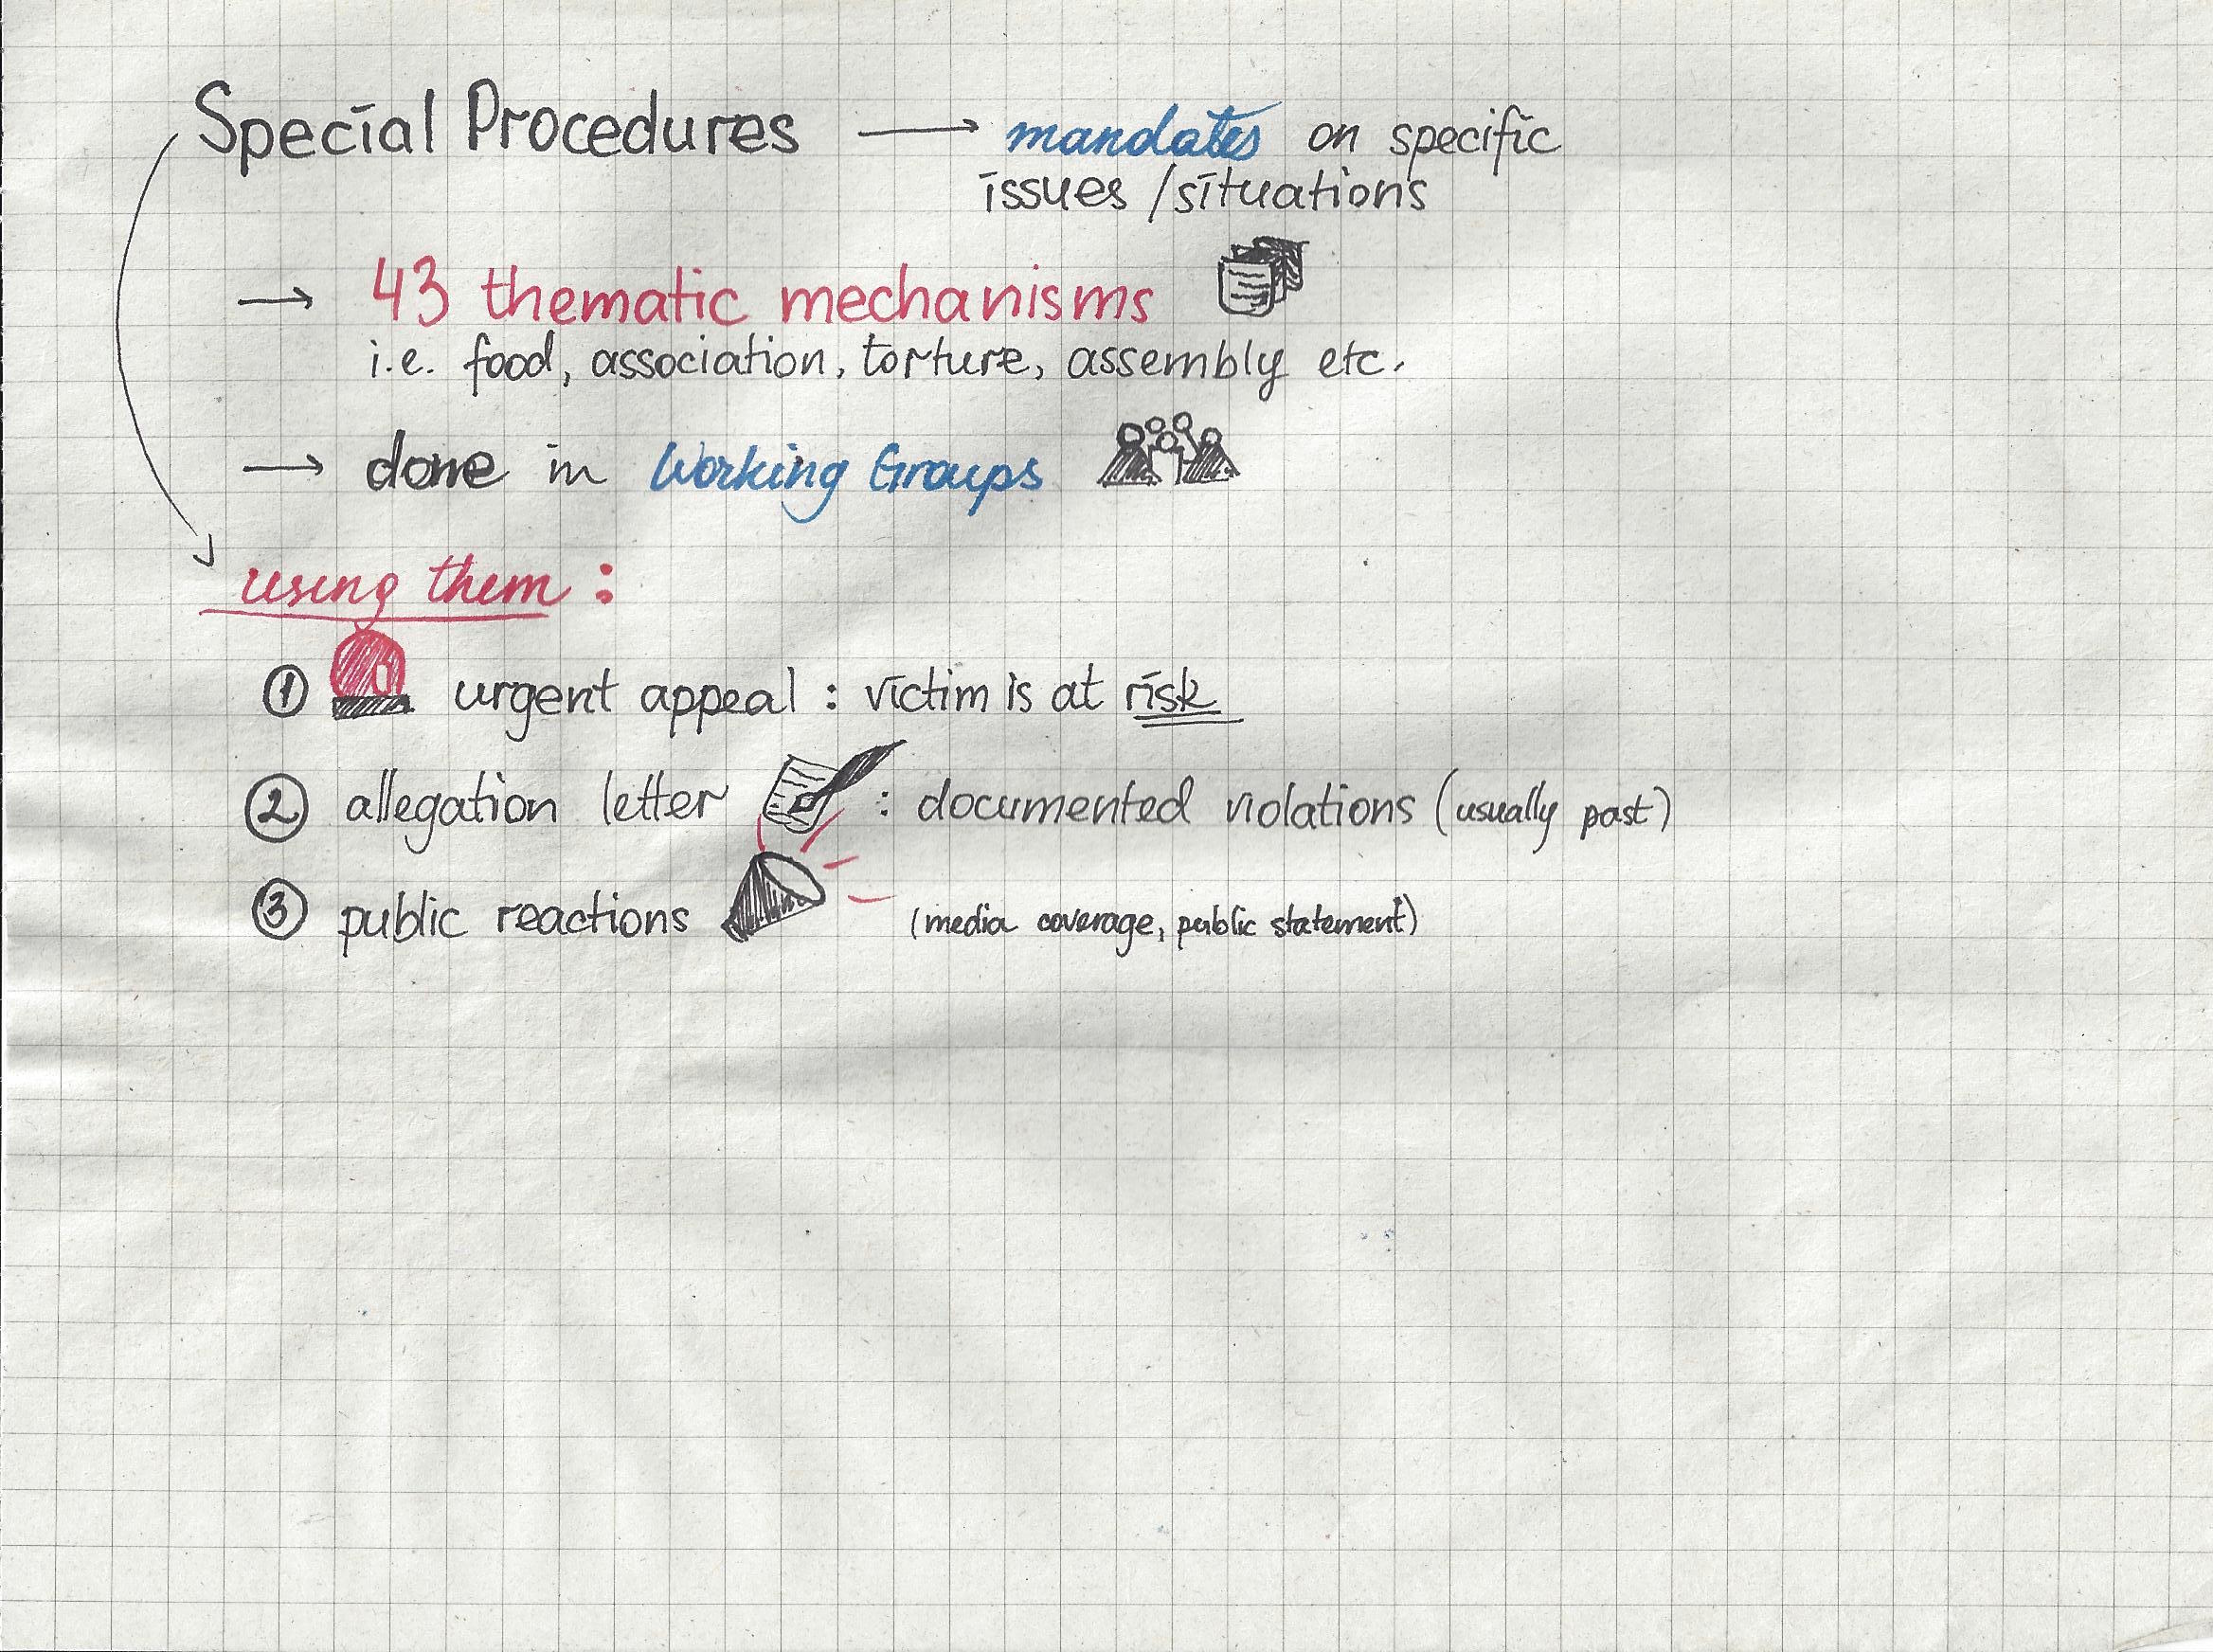 Special Procedures → mandates on specific
issues / situations
→ 43 thematic mechanisms
i.e. food, association, torture, assembly etc.
→ done in Working Groups
using them:
① urgent appeal : victim is at risk
② allegation letter : documented violations (usually past)
③ public reactions (media coverage, public statement)